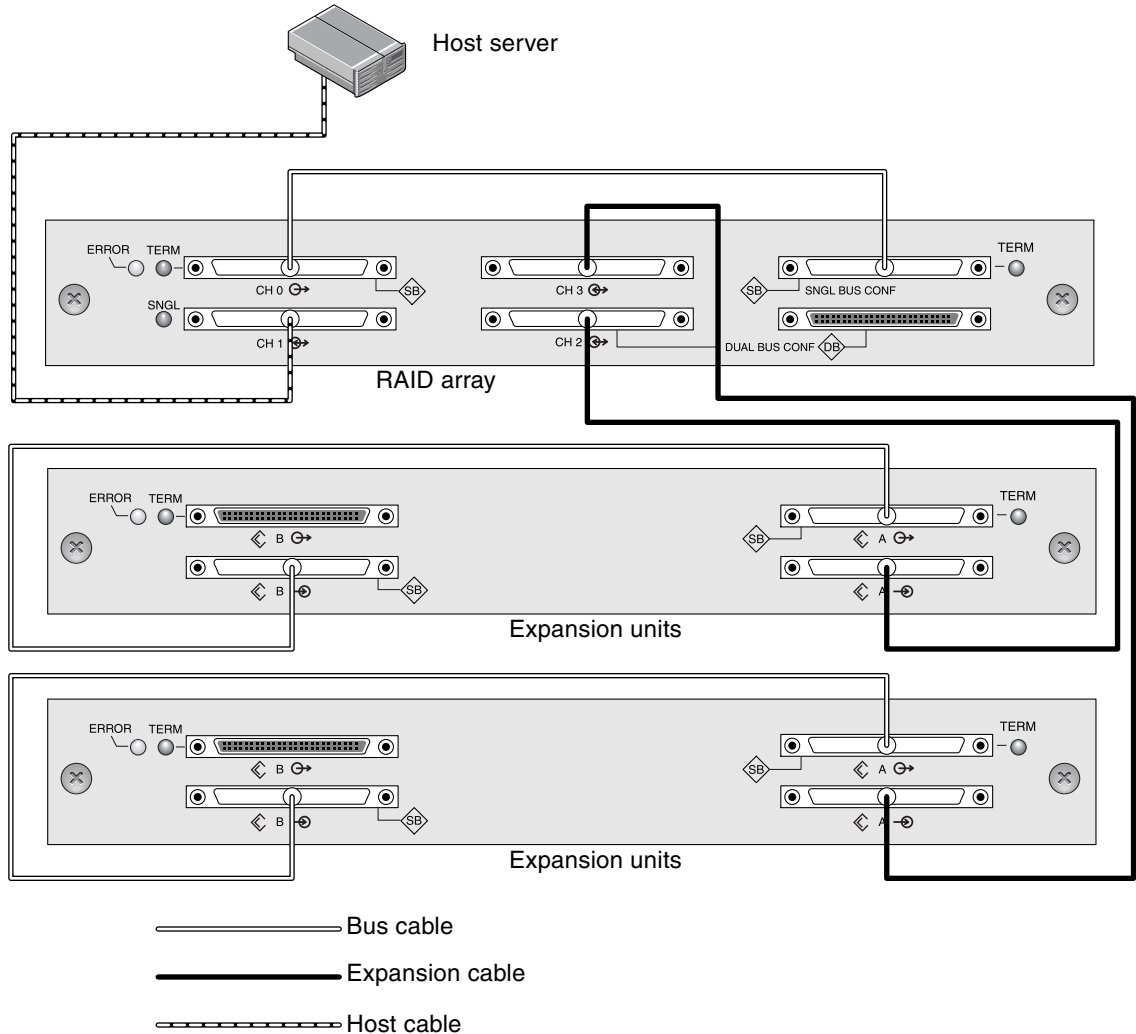 Host server
ERROR TERM
CH 0
SB
CH 3
TERM
SB
SNGL BUS CONF
SNGL
CH 1
CH 2
DUAL BUS CONF DB
RAID array
ERROR TERM
B
A
TERM
SB
B
SB
A
Expansion units
ERROR TERM
B
A
TERM
SB
B
SB
A
Expansion units
Bus cable
Expansion cable
Host cable